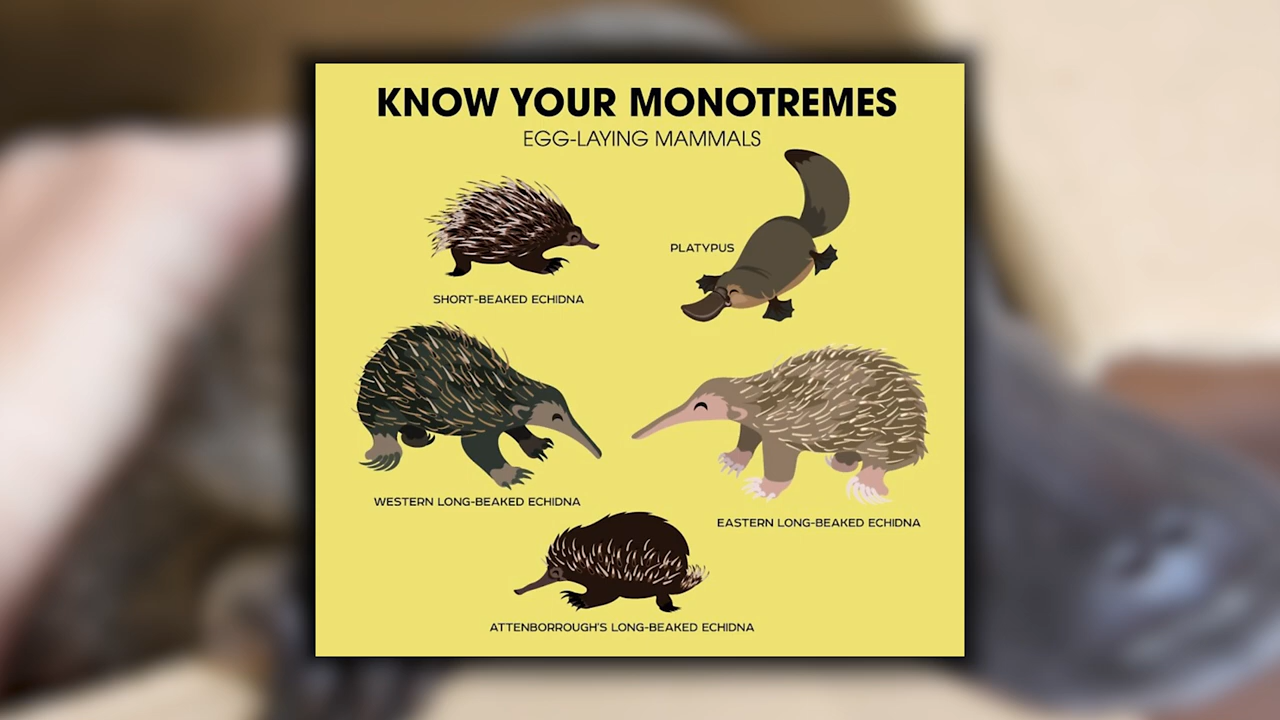 KNOW YOUR MONOTREMES
EGG-LAYING MAMMALS
PLATYPUS
SHORT-BEAKED ECHIDNA
WESTERN LONG-BEAKED ECHIDNA
EASTERN LONG-BEAKED ECHIDNA
ATTENBORROUGH'S LONG-BEAKED ECHIDNA